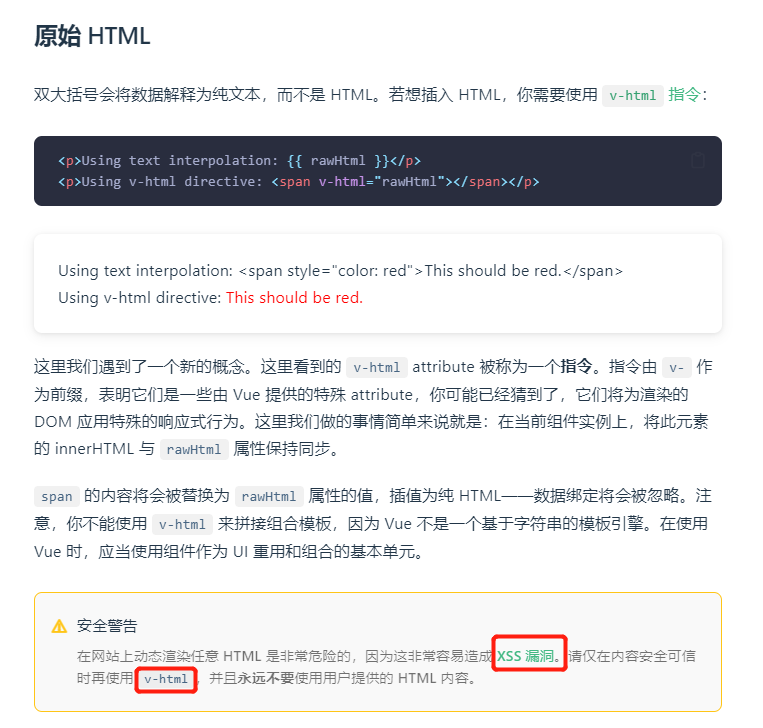 原始 HTML
双大括号会将数据解释为纯文本，而不是 HTML。若想插入 HTML，你需要使用 v-html 指令：
<p>Using text interpolation: {{ rawHtml }}</p>
<p>Using v-html directive: <span v-html="rawHtml"></span></p>
Using text interpolation: <span style="color: red">This should be red.</span>
Using v-html directive: This should be red.
这里我们遇到了一个新的概念。这里看到的 v-html attribute 被称为一个指令。指令由 v- 作
为前缀，表明它们是一些由 Vue 提供的特殊 attribute，你可能已经猜到了，它们将为渲染的
DOM 应用特殊的响应式行为。这里我们做的事情简单来说就是：在当前组件实例上，将此元素
的 innerHTML 与 rawHtml 属性保持同步。
span 的内容将会被替换为 rawHtml 属性的值，插值为纯 HTML——数据绑定将会被忽略。注
意，你不能使用 v-html 来拼接组合模板，因为 Vue 不是一个基于字符串的模板引擎。在使用
Vue 时，应当使用组件作为 UI 重用和组合的基本单元。
安全警告
在网站上动态渲染任意 HTML 是非常危险的，因为这非常容易造成 XSS 漏洞。请仅在内容安全可信
时再使用 v-html，并且永远不要使用用户提供的 HTML 内容。